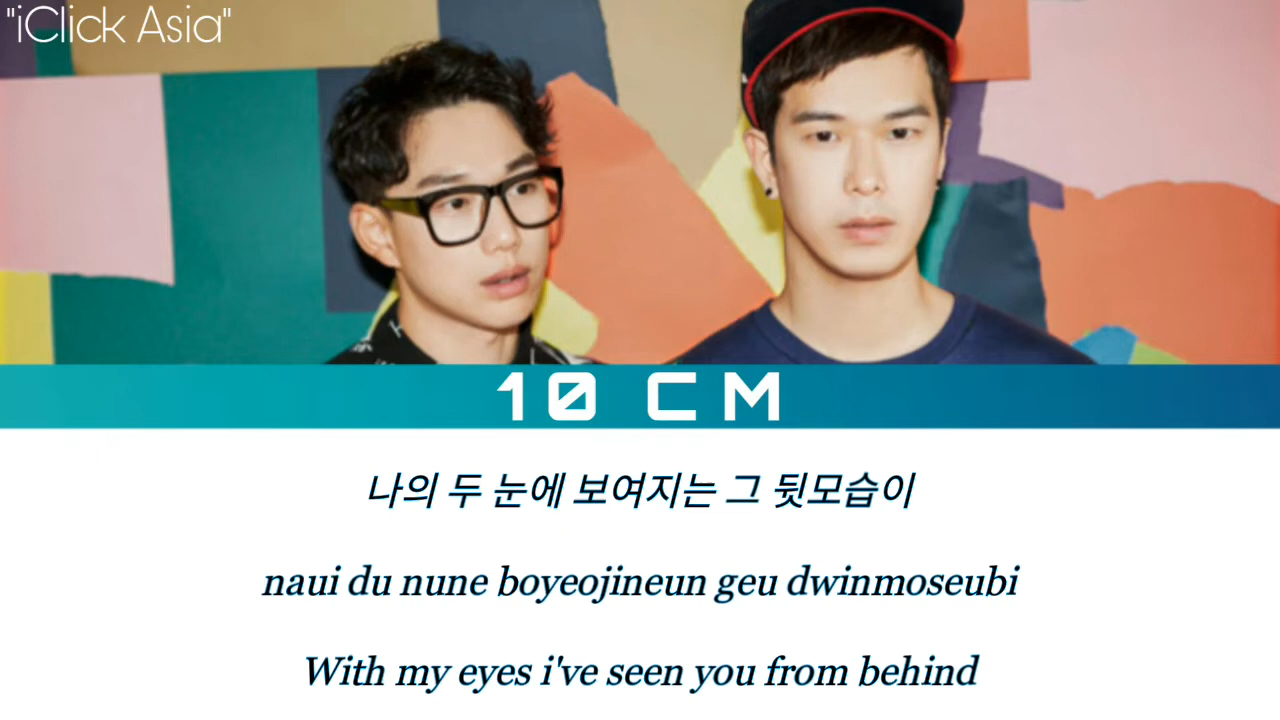 "iClick Asia"
10 CM
나의 두 눈에 보여지는 그 뒷모습이
naui du nune boyeojineun geu dwinmoseubi
With my eyes i've seen you from behind